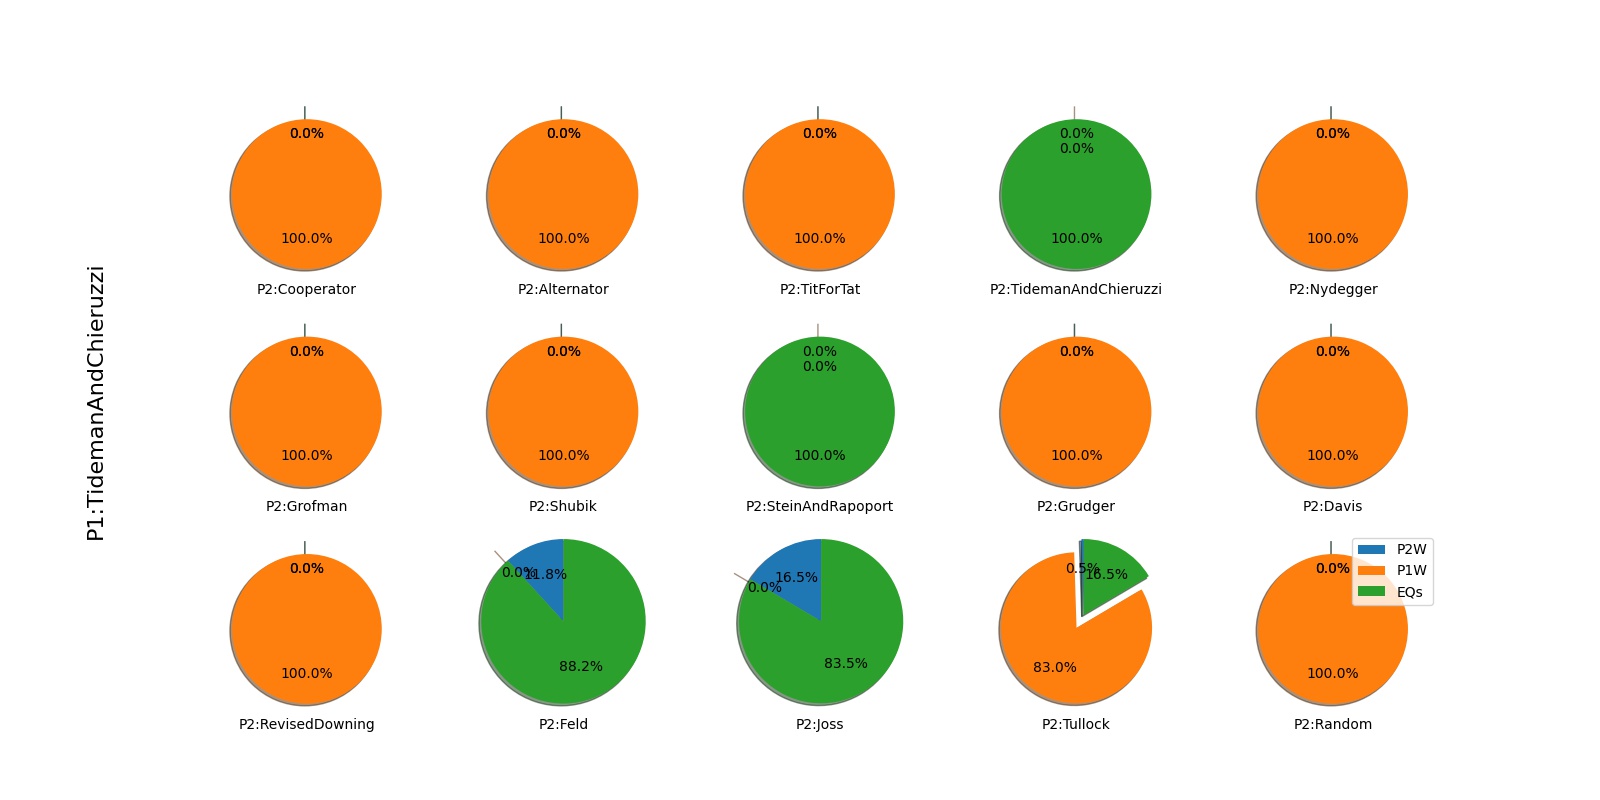 P1:TidemanAndChieruzzi
0.0%
100.0%
P2:Cooperator
0.0%
100.0%
P2:Alternator
0.0%
100.0%
P2:TitForTat
0.0%
0.0%
100.0%
P2:TidemanAndChieruzzi
0.0%
100.0%
P2:Nydegger
0.0%
100.0%
P2:Grofman
0.0%
100.0%
P2:Shubik
0.0%
0.0%
100.0%
P2:SteinAndRapoport
0.0%
100.0%
P2:Grudger
0.0%
100.0%
P2:Davis
0.0%
100.0%
P2:RevisedDowning
0.0%
11.8%
88.2%
P2:Feld
16.5%
0.0%
83.5%
P2:Joss
0.5%
16.5%
83.0%
P2:Tullock
0.0%
100.0%
P2:Random
P2W
P1W
EQs